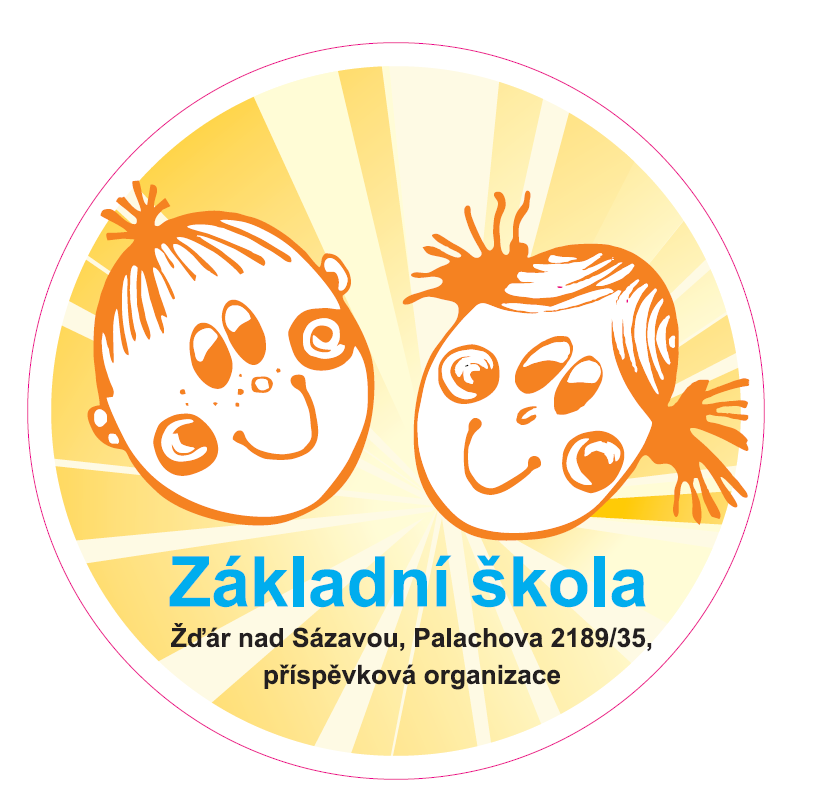 Základní škola
Žďár nad Sázavou, Palachova 2189/35,
příspěvková organizace